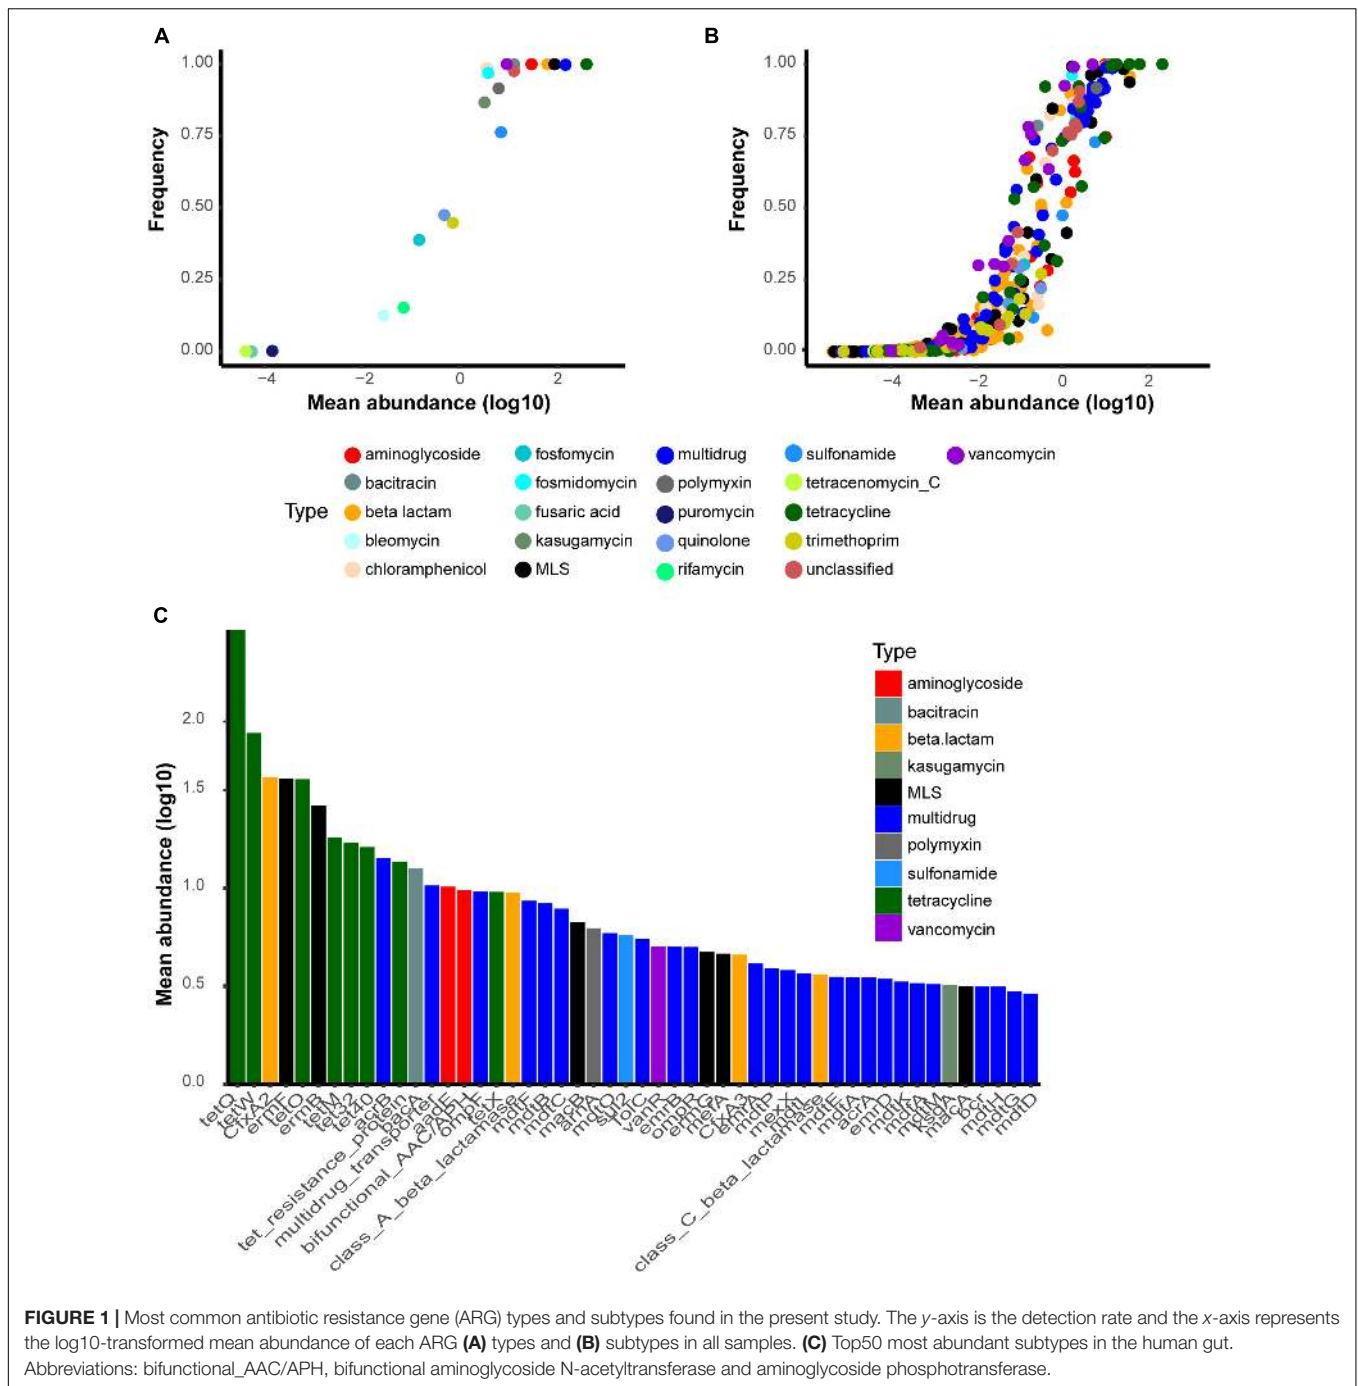 A
B
1.00
0.75
0.50
0.25
0.00
Frequency
−4
−2
0
2
Mean abundance (log10)
1.00
0.75
0.50
0.25
0.00
Frequency
−4
−2
0
2
Mean abundance (log10)
Type
aminoglycoside
bacitracin
beta lactam
bleomycin
chloramphenicol
fosfomycin
fosmidomycin
fusaric acid
kasugamycin
MLS
multidrug
polymyxin
puromycin
quinolone
rifamycin
sulfonamide
tetracenomycin_C
tetracycline
trimethoprim
unclassified
vancomycin
C
2.0
1.5
1.0
0.5
0.0
Mean abundance (log10)
Type
aminoglycoside
bacitracin
beta.lactam
kasugamycin
MLS
multidrug
polymyxin
sulfonamide
tetracycline
vancomycin
tetQ
tetW
CfxA2
ermF
tetO
ermB
tetM
tet32
tet40
acrB
tet_resistance_protein
bacA
multidrug_transporter
aadE
bifunctional_AAC/APH
ompF
tetX
class_A_beta_lactamase
mdtF
mdtB
mdtC
macB
arnA
mdtO
sul2
tolC
vanR
emrB
ompR
ermG
mefA
CfxA3
emrA
mdtP
mexX
mdtL
class_C_beta_lactamase
mdtE
mdfA
acrA
emrD
mdtK
mdtA
mdtM
ksgA
macA
bcr
mdtH
mdtG
mdtD
FIGURE 1 | Most common antibiotic resistance gene (ARG) types and subtypes found in the present study. The y-axis is the detection rate and the x-axis represents
the log10-transformed mean abundance of each ARG (A) types and (B) subtypes in all samples. (C) Top50 most abundant subtypes in the human gut.
Abbreviations: bifunctional_AAC/APH, bifunctional aminoglycoside N-acetyltransferase and aminoglycoside phosphotransferase.